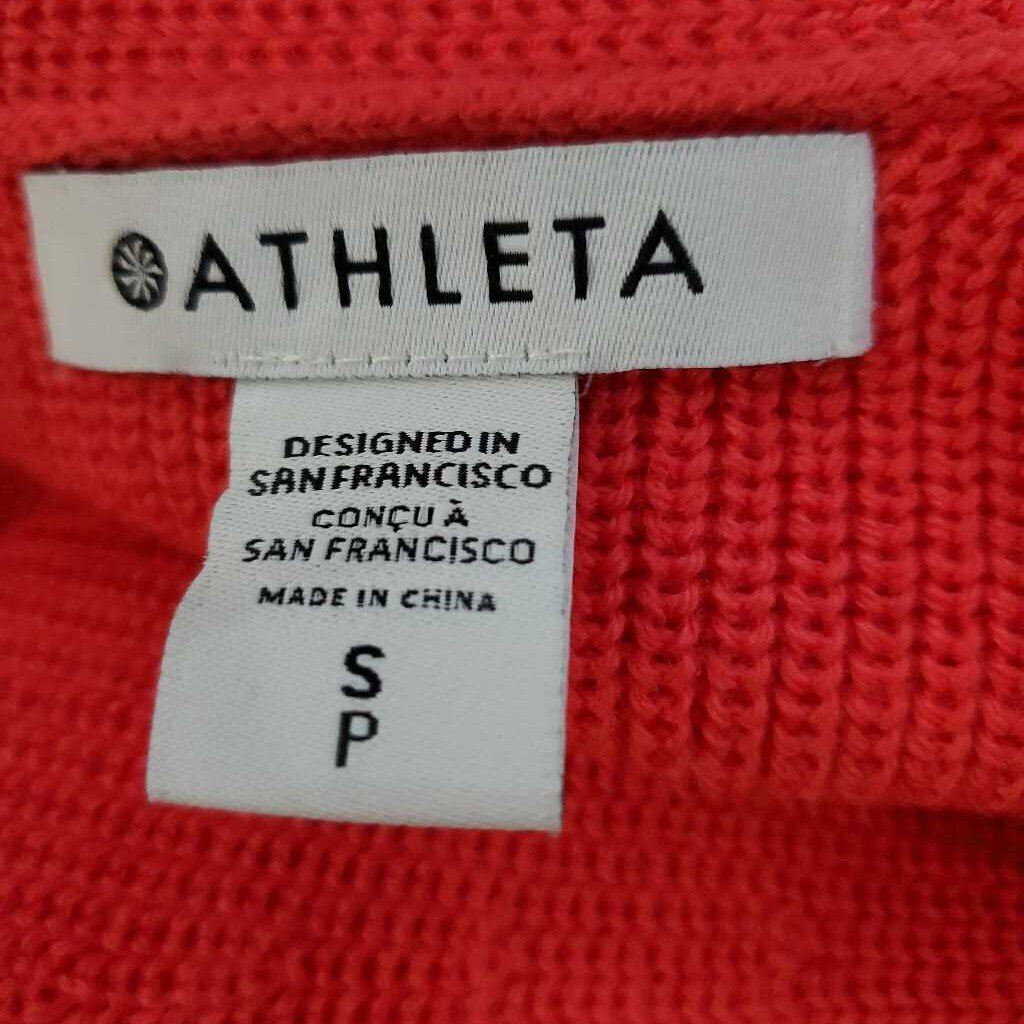 ATHLETA
DESIGNED IN
SAN FRANCISCO
CONÇU À
SAN FRANCISCO
MADE IN CHINA
S
P